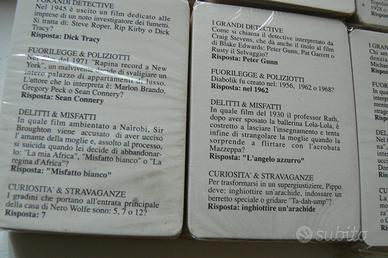 I GRANDI DETECTIVE
Nel 1945 è uscito un film dedicato alle
imprese di un noto investigatore dei fumetti.
Si tratta di: Steve Roper, Rip Kirby o Dick
Tracy?
Risposta: Dick Tracy
FUORILEGGE & POLIZIOTTI
Nel film del 1971 "Rapina record a New
York", un malvivente decide di svaligiare un
intero palazzo di appartamenti di lusso.
L'attore che lo interpreta è: Marlon Brando,
Gregory Peck o Sean Connery?
Risposta: Sean Connery
DELITTI & MISFATTI
In quale film ambientato a Nairobi, Sir
Broughton viene accusato di aver ucciso
l'amante della moglie e, assolto al processo,
si suicida quando lei decide di abbandonar-
lo: "La mia Africa", "Misfatto bianco" o "La
regina d'Africa"?
Risposta: "Misfatto bianco"
CURIOSITA' & STRAVAGANZE
I gradini che portano all'entrata principale
della casa di Nero Wolfe sono: 5, 7 o 12?
Risposta: 7
I GRANDI DETECTIVE
Come si chiama il detective interpretato da
Craig Stevens, che dà anche il titolo al film
di Blake Edwards: Peter Gunn, Pat Garrett o
Rusty il Selvaggio?
Risposta: Peter Gunn
FUORILEGGE & POLIZIOTTI
Diabolik fu creato nel: 1956, 1962 o 1968?
Risposta: nel 1962
DELITTI & MISFATTI
In quale film del 1930 il professor Rath,
dopo aver sposato la ballerina Lola-Lola, è
costretto a lasciare l'insegnamento e tenta
infine di strangolare la moglie quando la
sorprende a flirtare con l'acrobata
Mazzeppa?
Risposta: "L'angelo azzurro"
CURIOSITA' & STRAVAGANZE
Per trasformarsi in un supergiustiziere, Pippo
deve: inghiottire un'arachide, indossare un
berretto speciale o gridare "Ta-dah-ump"?
Risposta: inghiottire un'arachide
subito